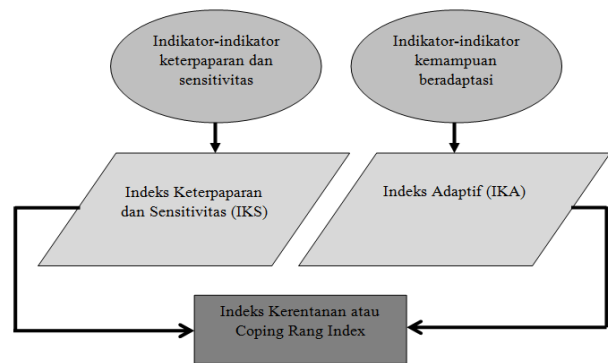 Indikator-indikator
keterpaparan dan
sensitivitas
Indikator-indikator
kemampuan
beradaptasi
Indeks Keterpaparan
dan Sensitivitas (IKS)
Indeks Adaptif (IKA)
Indeks Kerentanan atau
Coping Rang Index